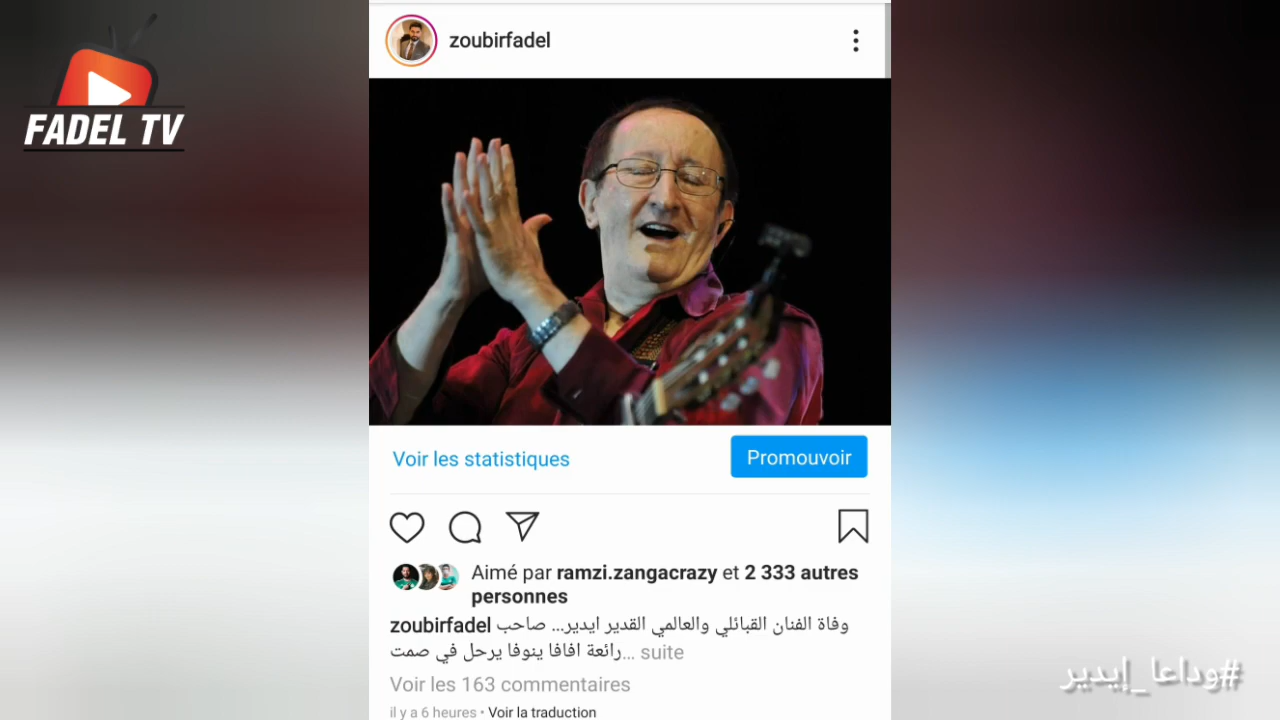 FADEL TV
zoubirfadel
Voir les statistiques
Promouvoir
Aimé par ramzi.zangacrazy et 2 333 autres
personnes
zoubirfadel وفاة الفنان القبائلي والعالمي القدير ايدير... صاحب
رائعة افافا ينوفا يرحل في صمت... suite
Voir les 163 commentaires
il y a 6 heures • Voir la traduction
#وداعا_إيدير